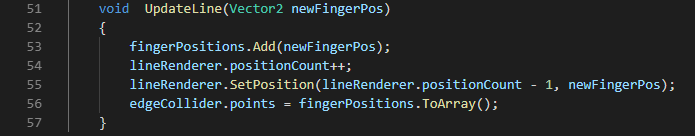 51 void UpdateLine(Vector2 newFingerPos)
52 {
53 fingerPositions.Add(newFingerPos);
54 lineRenderer.positionCount++;
55 lineRenderer.SetPosition(lineRenderer.positionCount - 1, newFingerPos);
56 edgeCollider.points = fingerPositions.ToArray();
57 }